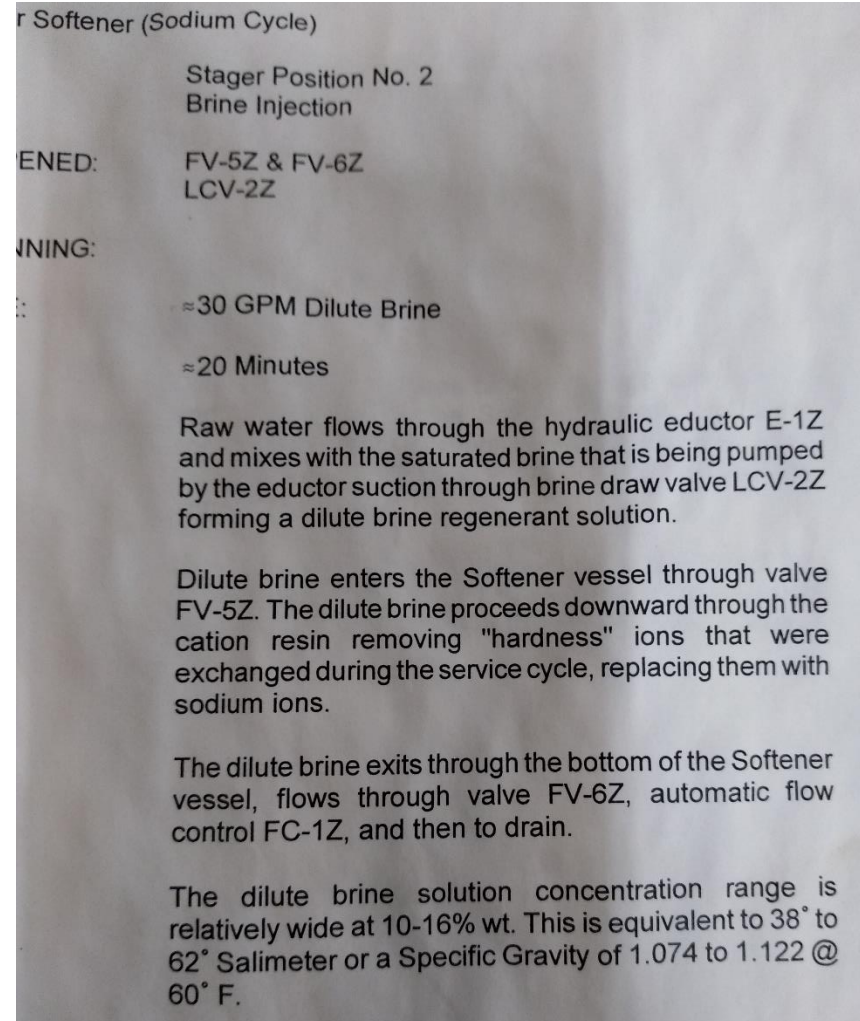 r Softener (Sodium Cycle)
Stager Position No. 2
Brine Injection
ENED: FV-5Z & FV-6Z
LCV-2Z
NNING:
E: ≈30 GPM Dilute Brine
≈20 Minutes
Raw water flows through the hydraulic eductor E-1Z
and mixes with the saturated brine that is being pumped
by the eductor suction through brine draw valve LCV-2Z
forming a dilute brine regenerant solution.
Dilute brine enters the Softener vessel through valve
FV-5Z. The dilute brine proceeds downward through the
cation resin removing "hardness" ions that were
exchanged during the service cycle, replacing them with
sodium ions.
The dilute brine exits through the bottom of the Softener
vessel, flows through valve FV-6Z, automatic flow
control FC-1Z, and then to drain.
The dilute brine solution concentration range is
relatively wide at 10-16% wt. This is equivalent to 38° to
62° Salimeter or a Specific Gravity of 1.074 to 1.122 @
60° F.